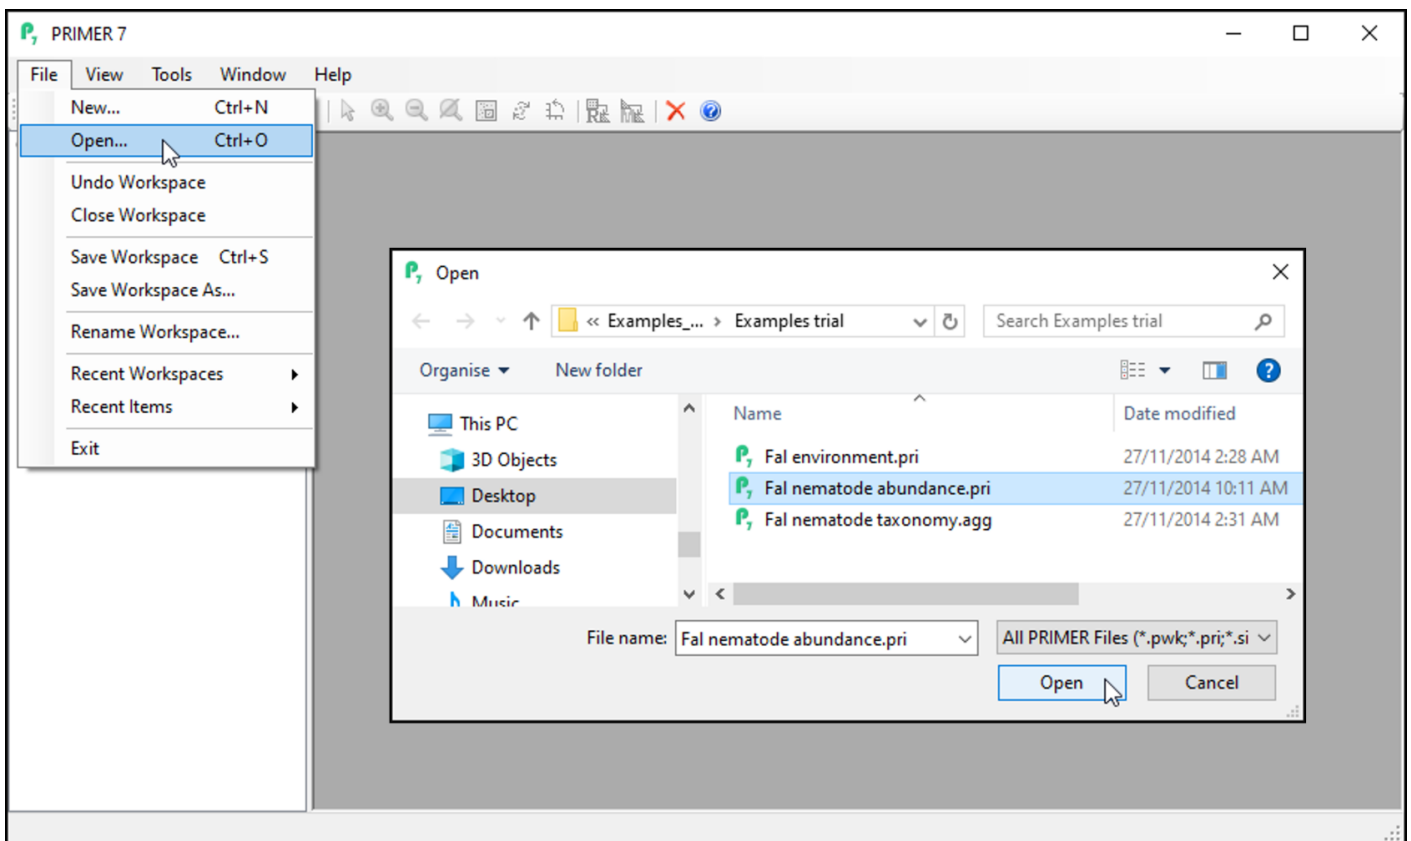 PRIMER 7
File View Tools Window Help
New... Ctrl+N
Open... Ctrl+O
Undo Workspace
Close Workspace
Save Workspace Ctrl+S
Save Workspace As...
Rename Workspace...
Recent Workspaces
Recent Items
Exit
Open
« Examples_... › Examples trial
Search Examples trial
Organise New folder
Name Date modified
This PC
3D Objects
Desktop
Documents
Downloads
Music
Fal environment.pri 27/11/2014 2:28 AM
Fal nematode abundance.pri 27/11/2014 10:11 AM
Fal nematode taxonomy.agg 27/11/2014 2:31 AM
File name: Fal nematode abundance.pri All PRIMER Files (*.pwk;*.pri;*.si
Open Cancel